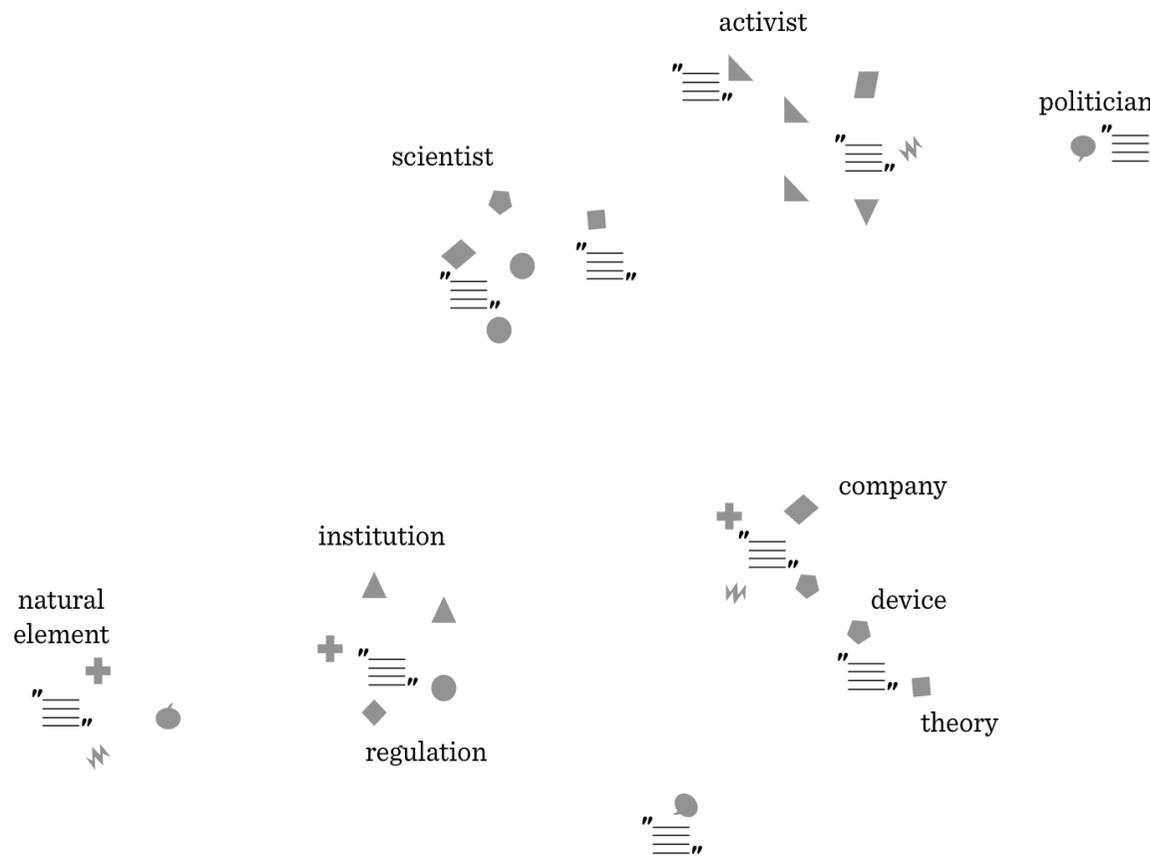 activist
politician
scientist
company
institution
natural
element
device
theory
regulation